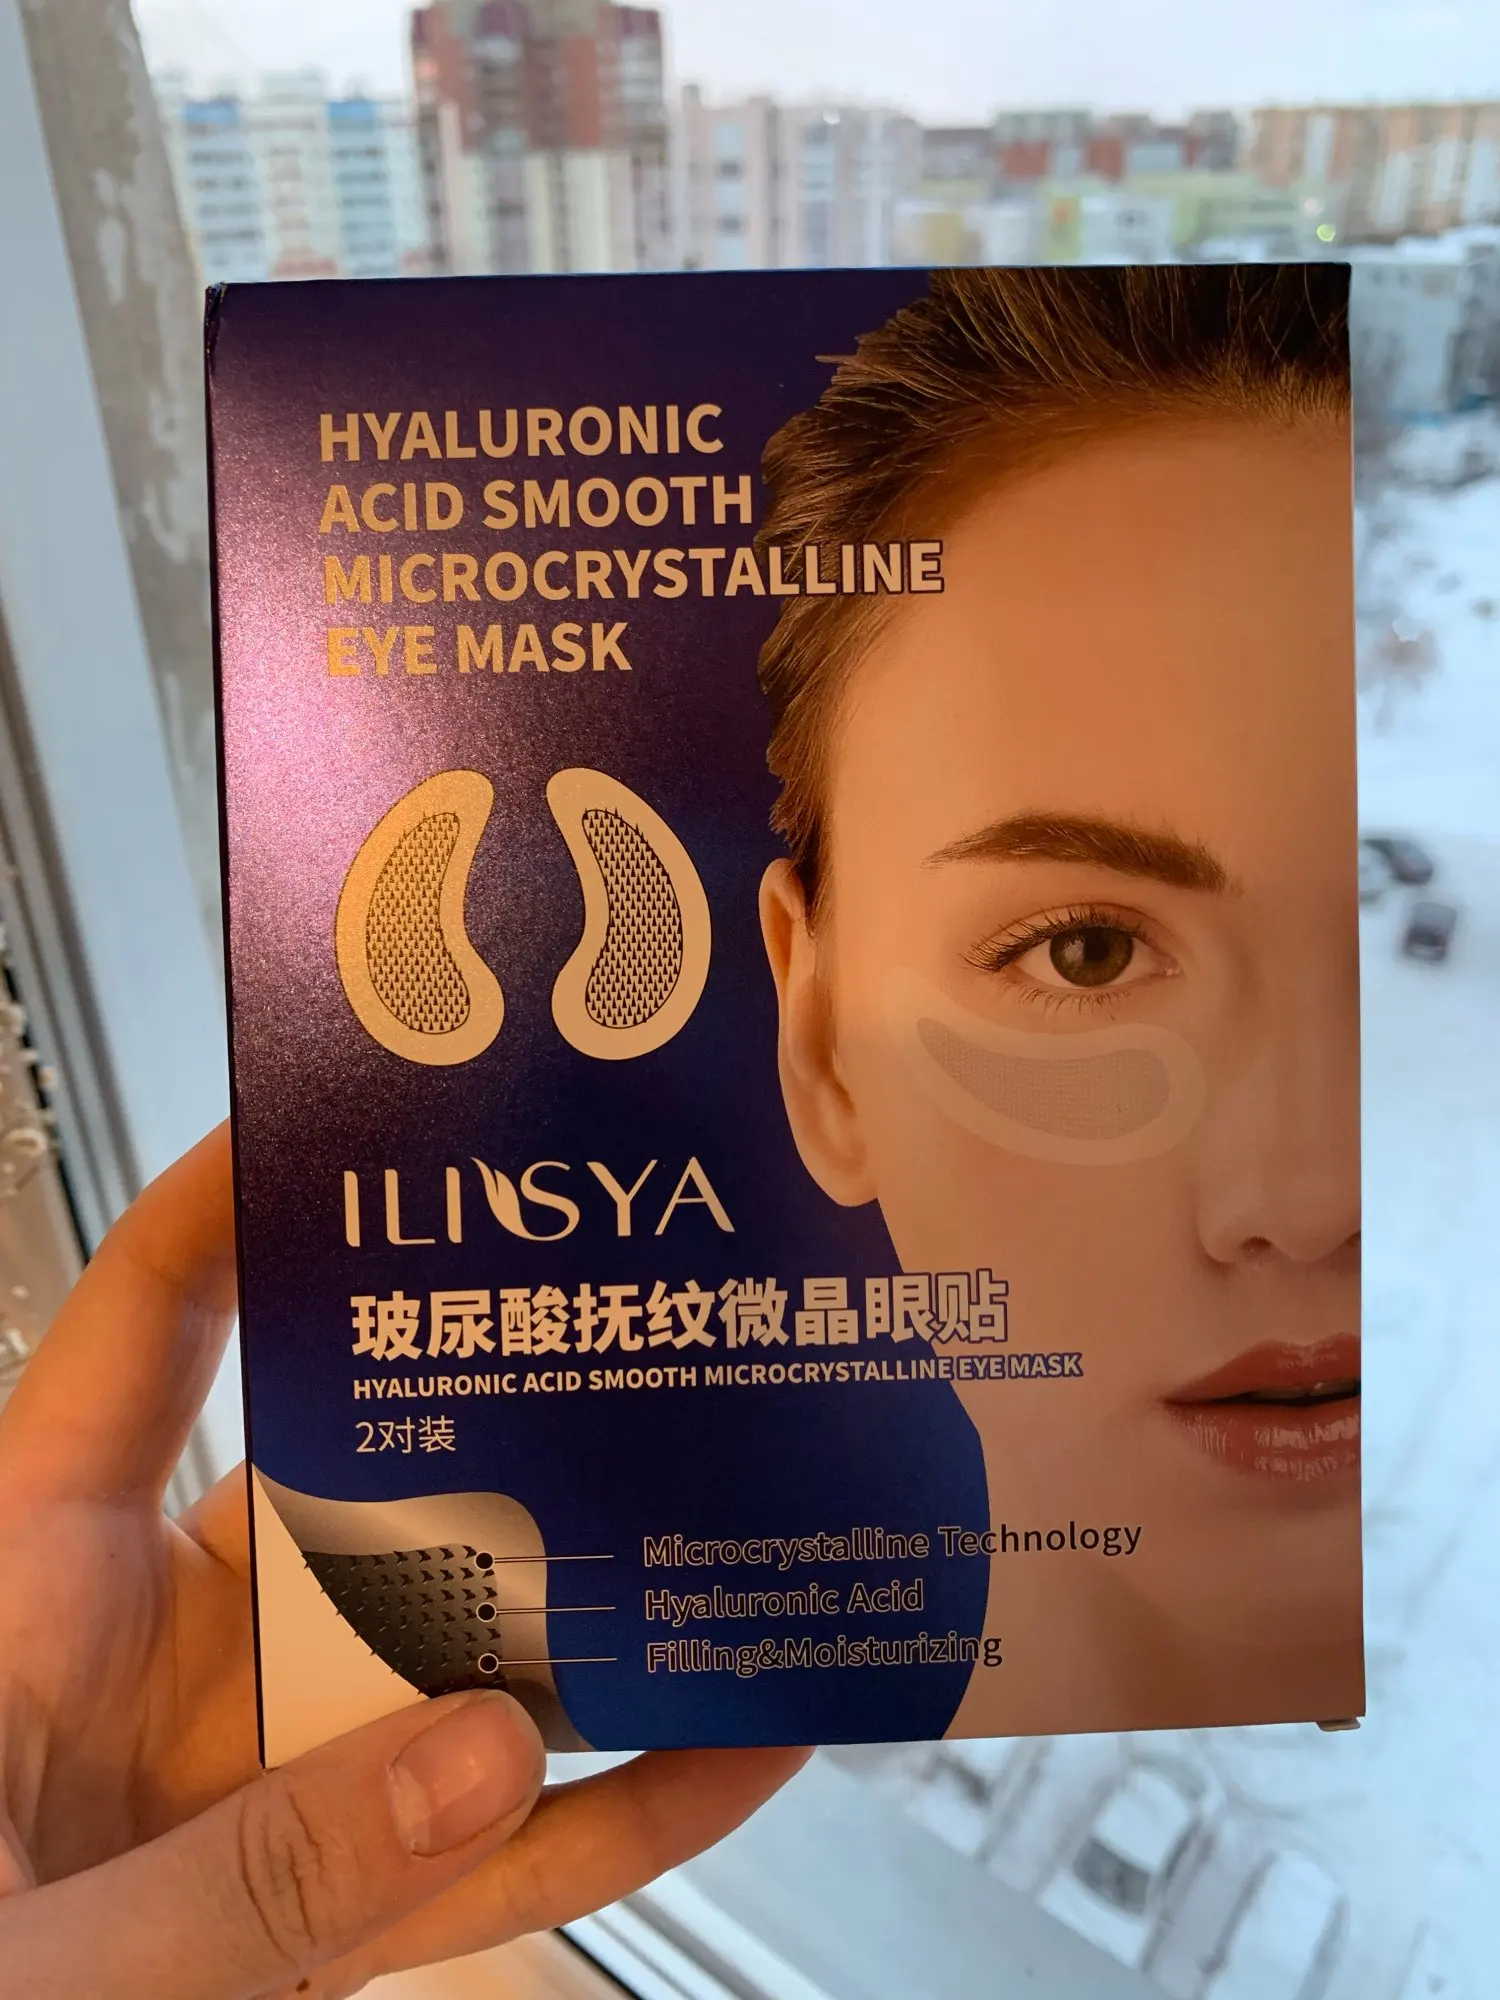 HYALURONIC
ACID SMOOTH
MICROCRYSTALLINE
EYE MASK
ILISYA
玻尿酸抚纹微晶眼贴
HYALURONIC ACID SMOOTH MICROCRYSTALLINE EYE MASK
2对装
Microcrystalline Technology
Hyaluronic Acid
Filling&Moisturizing